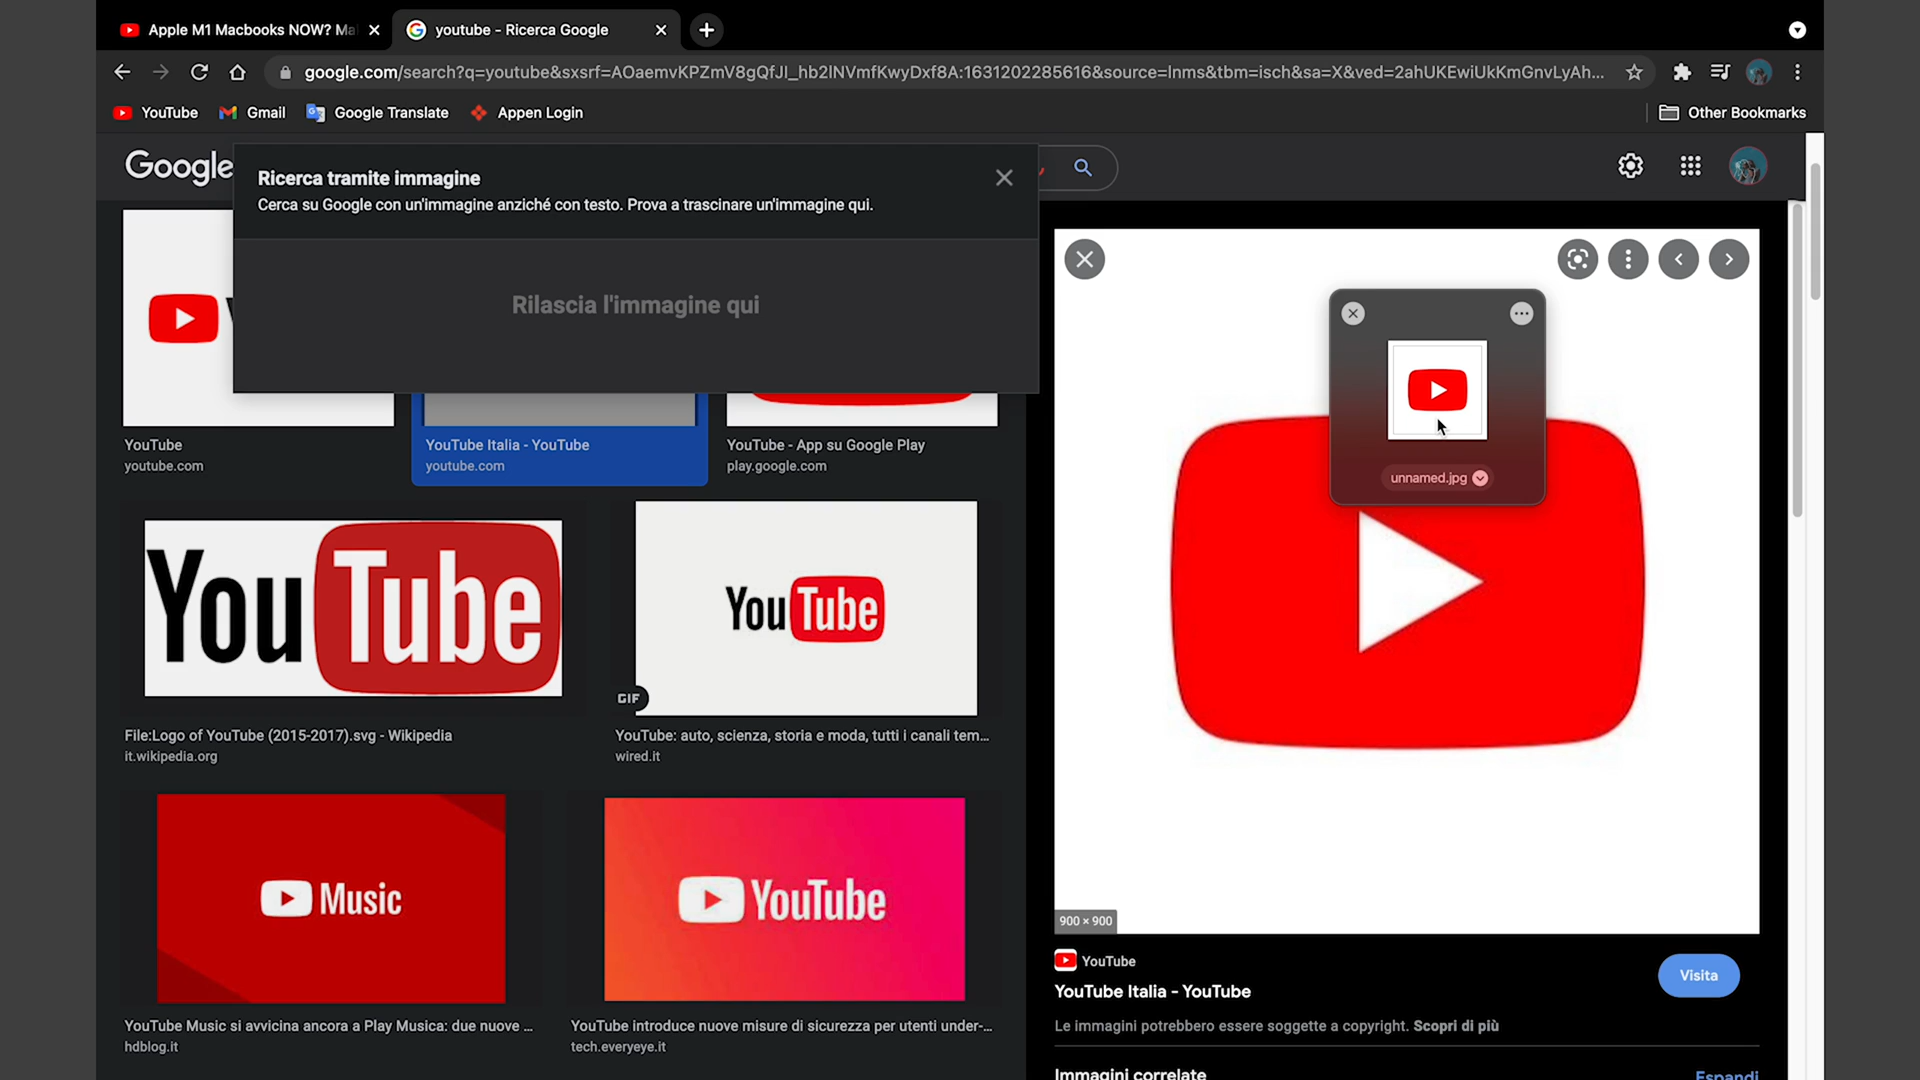 Apple M1 Macbooks NOW? Ma
youtube - Ricerca Google
google.com/search?q=youtube&sxsrf=AOaemvKPZmV8gQfJl_hb2lNVmfKwyDxf8A:1631202285616&source=lnms&tbm=isch&sa=X&ved=2ahUKEwiUkKmGnvLyAh...
YouTube
Gmail
Google Translate
Appen Login
Other Bookmarks
Google
Ricerca tramite immagine
Cerca su Google con un'immagine anziché con testo. Prova a trascinare un'immagine qui.
Rilascia l'immagine qui
YouTube
youtube.com
YouTube Italia - YouTube
youtube.com
YouTube - App su Google Play
play.google.com
unnamed.jpg
YouTube
YouTube
GIF
File:Logo of YouTube (2015-2017).svg - Wikipedia
it.wikipedia.org
YouTube: auto, scienza, storia e moda, tutti i canali tem...
wired.it
Music
YouTube
YouTube Music si avvicina ancora a Play Musica: due nuove ...
hdblog.it
YouTube introduce nuove misure di sicurezza per utenti under-...
tech.everyeye.it
900 × 900
YouTube
YouTube Italia - YouTube
Visita
Le immagini potrebbero essere soggette a copyright. Scopri di più
Immagini correlate
Espandi